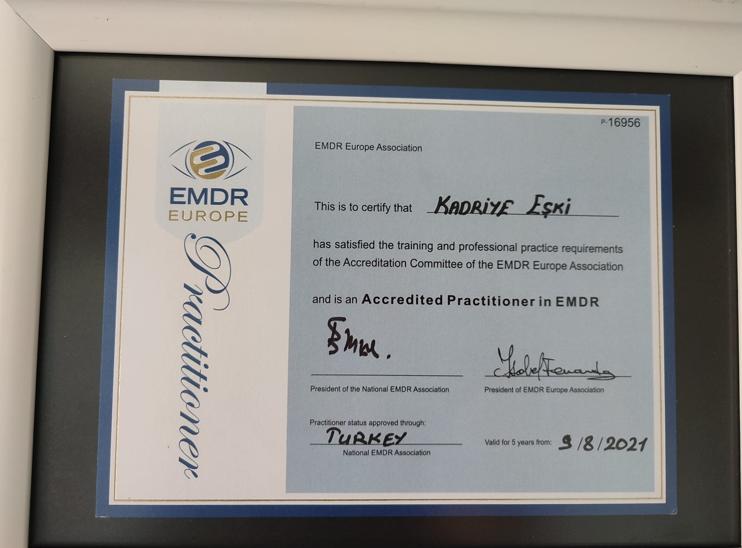 P-16956
EMDR Europe Association
EMDR
EUROPE
Practitioner
This is to certify that KADRİYE EŞKİ
has satisfied the training and professional practice requirements
of the Accreditation Committee of the EMDR Europe Association
and is an Accredited Practitioner in EMDR
President of the National EMDR Association
President of EMDR Europe Association
Practitioner status approved through:
TURKEY
National EMDR Association
Valid for 5 years from: 9/8/2021